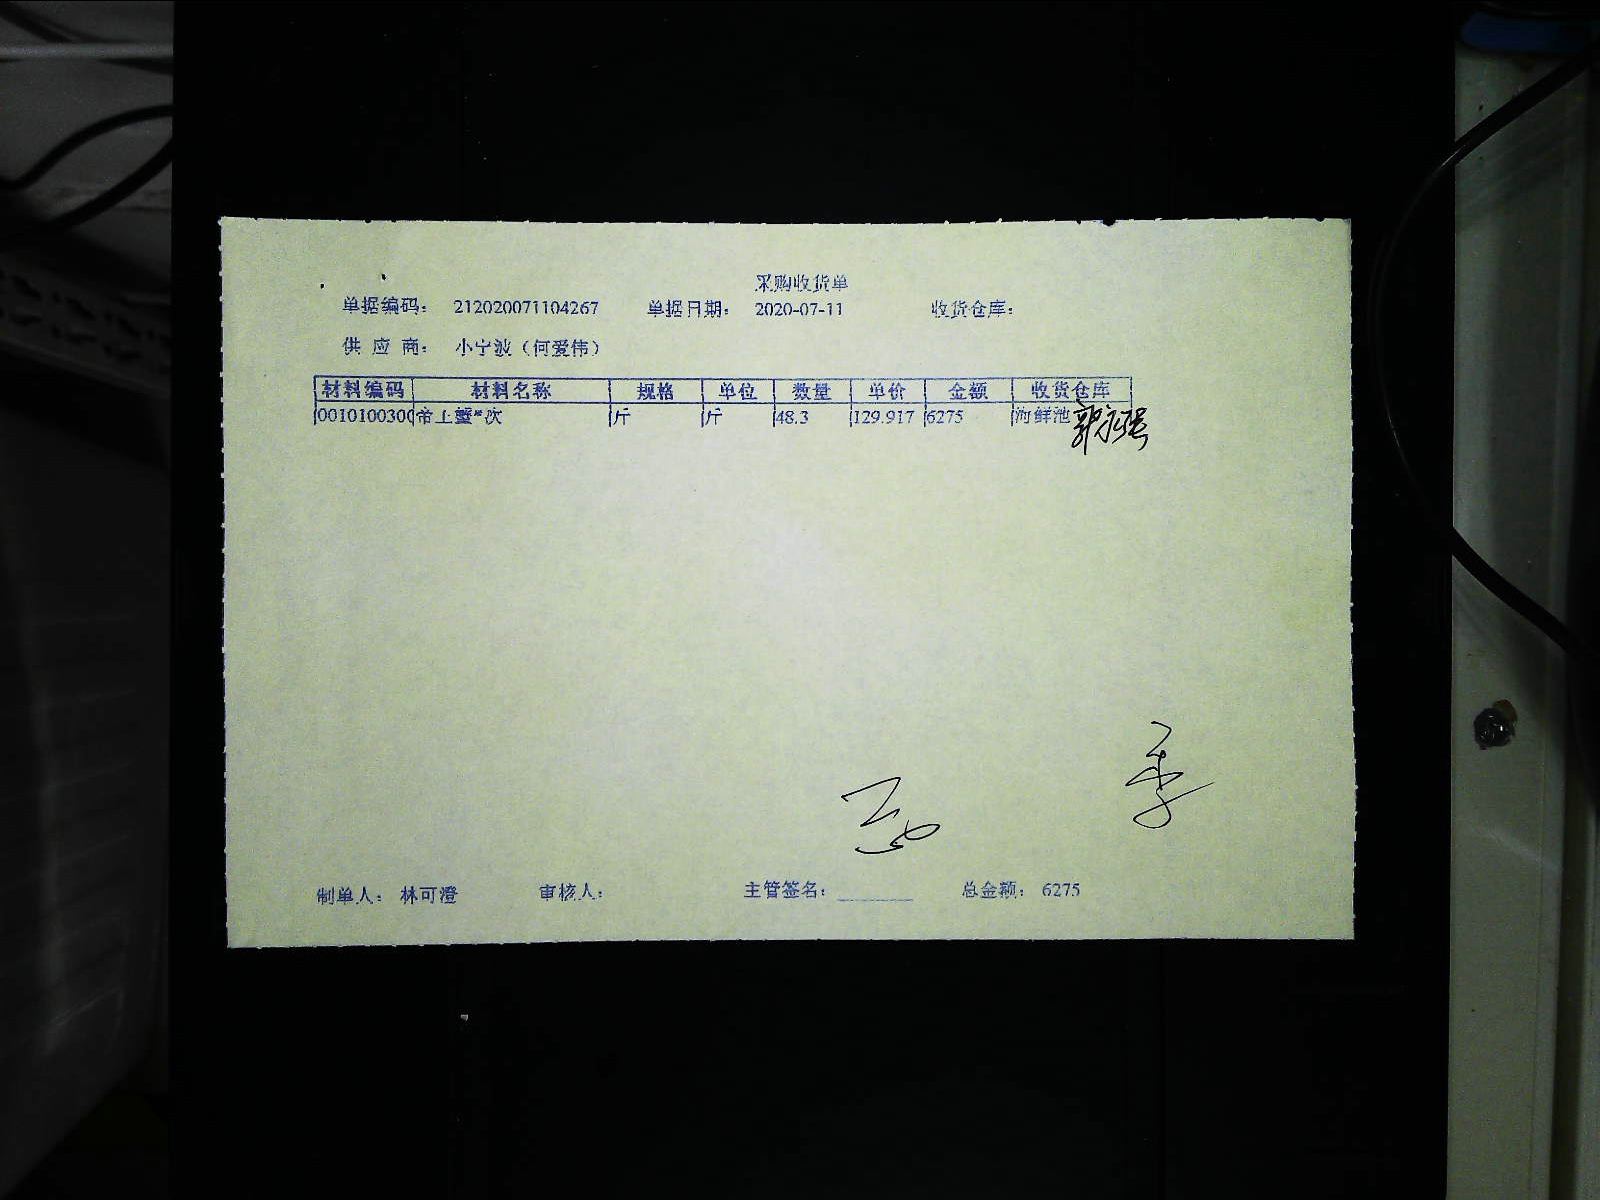 采购收货单
单据编码： 212020071104267 单据日期： 2020-07-11 收货仓库：
供 应 商： 小宁波（何爱伟）
材料编码 材料名称 规格 单位 数量 单价 金额 收货仓库
0010100300 帝王蟹*次 斤 斤 48.3 129.917 6275 海鲜池
制单人： 林可澄 审核人： 主管签名： 总金额： 6275